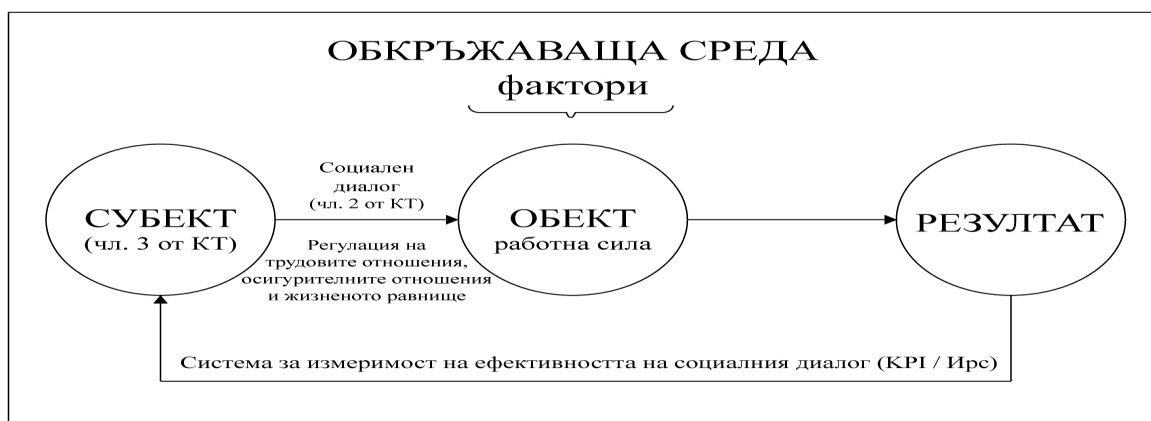 ОБКРЪЖАВАЩА СРЕДА
фактори
СУБЕКТ
(чл. 3 от КТ)
Социален
диалог
(чл. 2 от КТ)
Регулация на
трудовите отношения,
осигурителните отношения
и жизненото равнище
ОБЕКТ
работна сила
РЕЗУЛТАТ
Система за измеримост на ефективността на социалния диалог (KPI / Ирс)